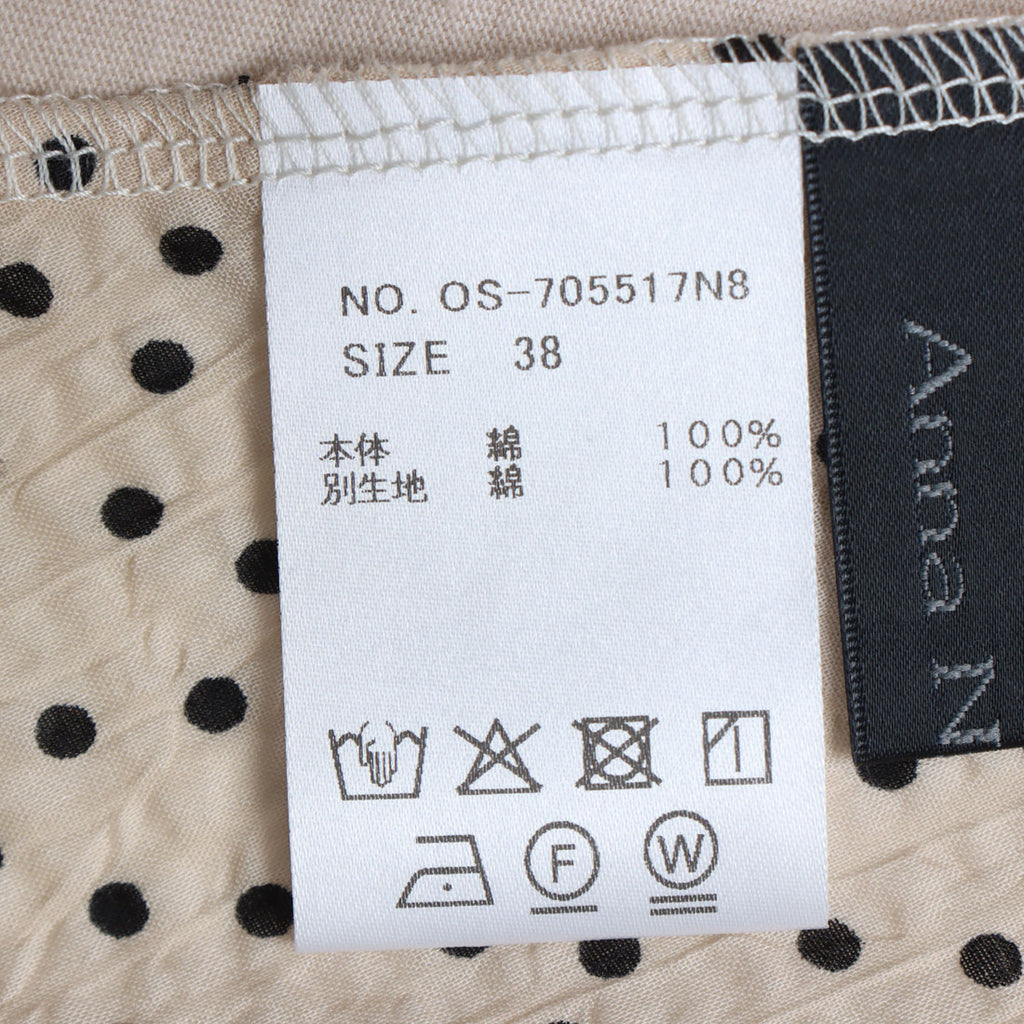 NO. OS-705517N8
SIZE 38
本体 綿 100%
別生地 綿 100%
F
W
Anna N